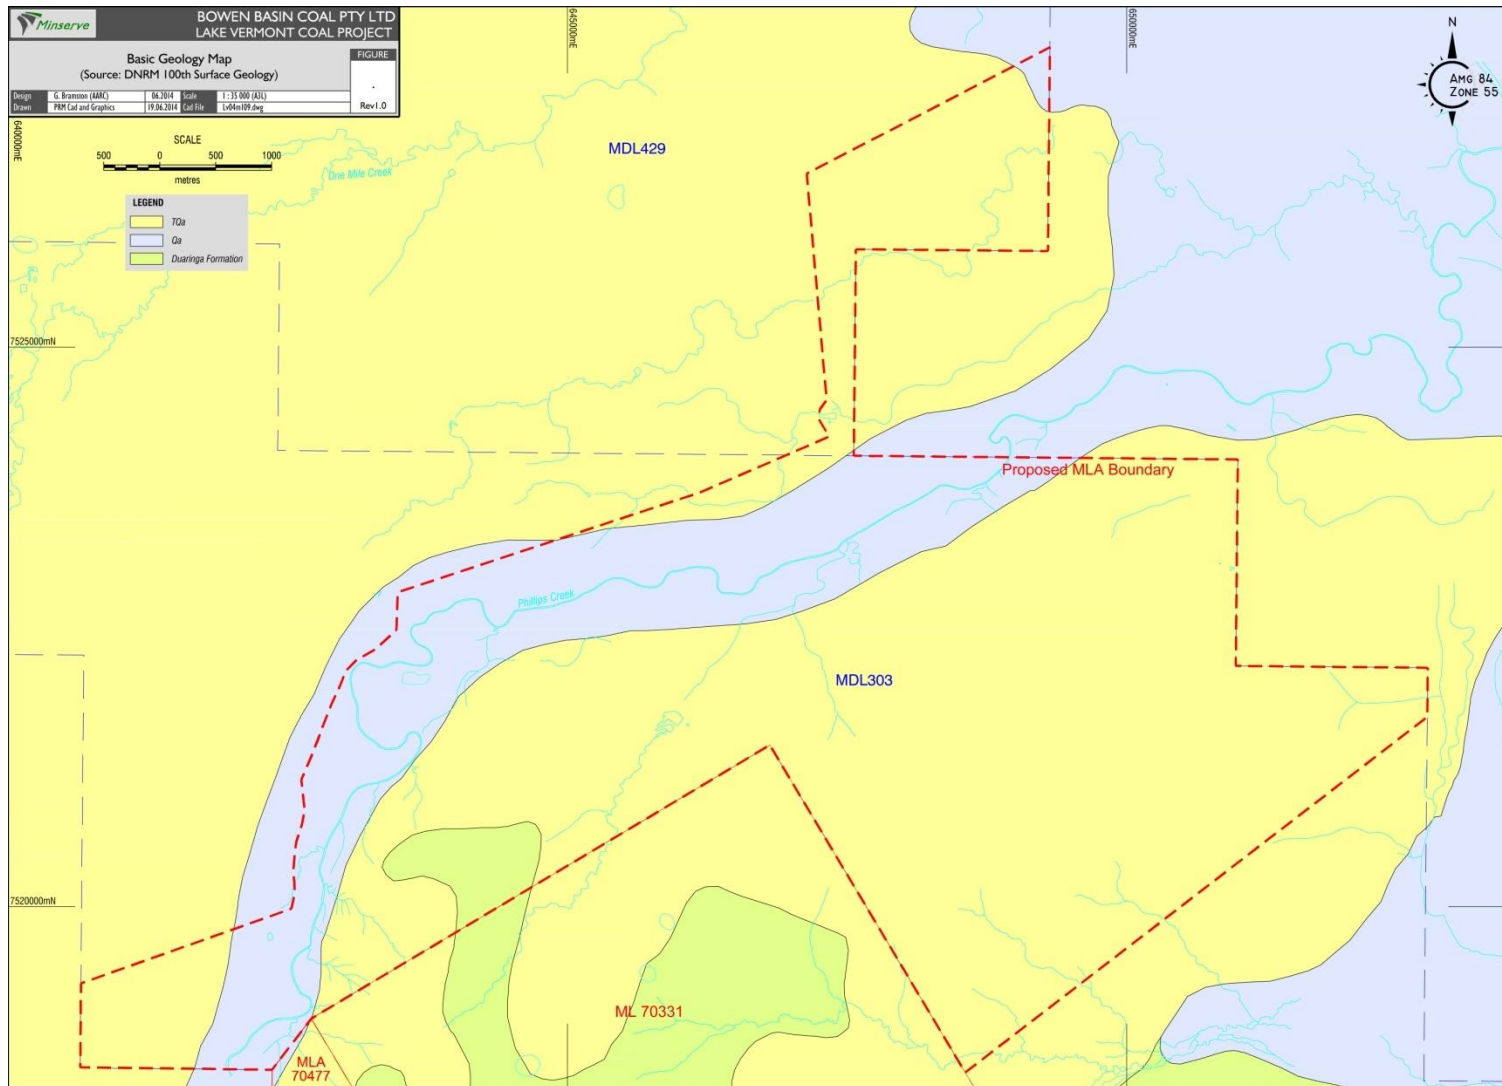 Minserve
BOWEN BASIN COAL PTY LTD
LAKE VERMONT COAL PROJECT
Basic Geology Map
(Source: DNRM 100th Surface Geology)
FIGURE
.
Rev1.0
Design G. Bramston (AARC) 06.2014 Scale 1 : 35 000 (A3L)
Drawn PRM Cad and Graphics 19.06.2014 Cad File Lv04m109.dwg
645000mE
650000mE
N
AMG 84
ZONE 55
640000mE
SCALE
500 0 500 1000
metres
One Mile Creek
MDL429
LEGEND
TQa
Qa
Duaringa Formation
7525000mN
Proposed MLA Boundary
Phillips Creek
MDL303
7520000mN
ML 70331
MLA
70477